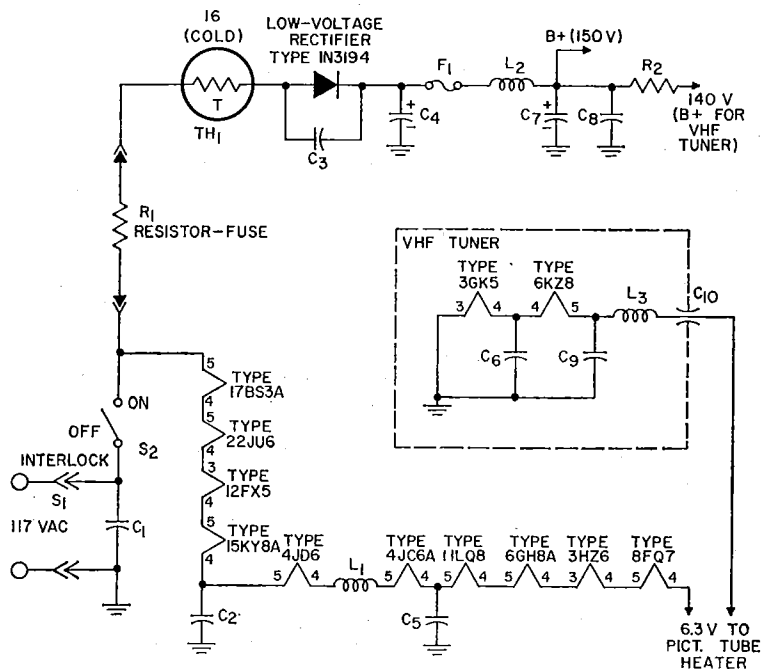 16
(COLD)
T
TH1
LOW-VOLTAGE
RECTIFIER
TYPE IN3194
C3
C4
+
-
F1
L2
B+ (150 V)
C7
+
-
C8
R2
140 V
(B+ FOR
VHF
TUNER)
R1
RESISTOR-FUSE
VHF TUNER
TYPE
3GK5
3 4
TYPE
6KZ8
4 5
L3
C10
C6
C9
ON
OFF
S2
INTERLOCK
S1
117 VAC
C1
5
TYPE
17BS3A
4
5
TYPE
22JU6
4
3
TYPE
12FX5
4
5
TYPE
15KY8A
4
C2
TYPE
4JD6
5 4
L1
TYPE
4JC6A
5 4
TYPE
11LQ8
5 4
TYPE
6GH8A
5 4
TYPE
3HZ6
3 4
TYPE
8FQ7
5 4
C5
6.3 V TO
PICT. TUBE
HEATER